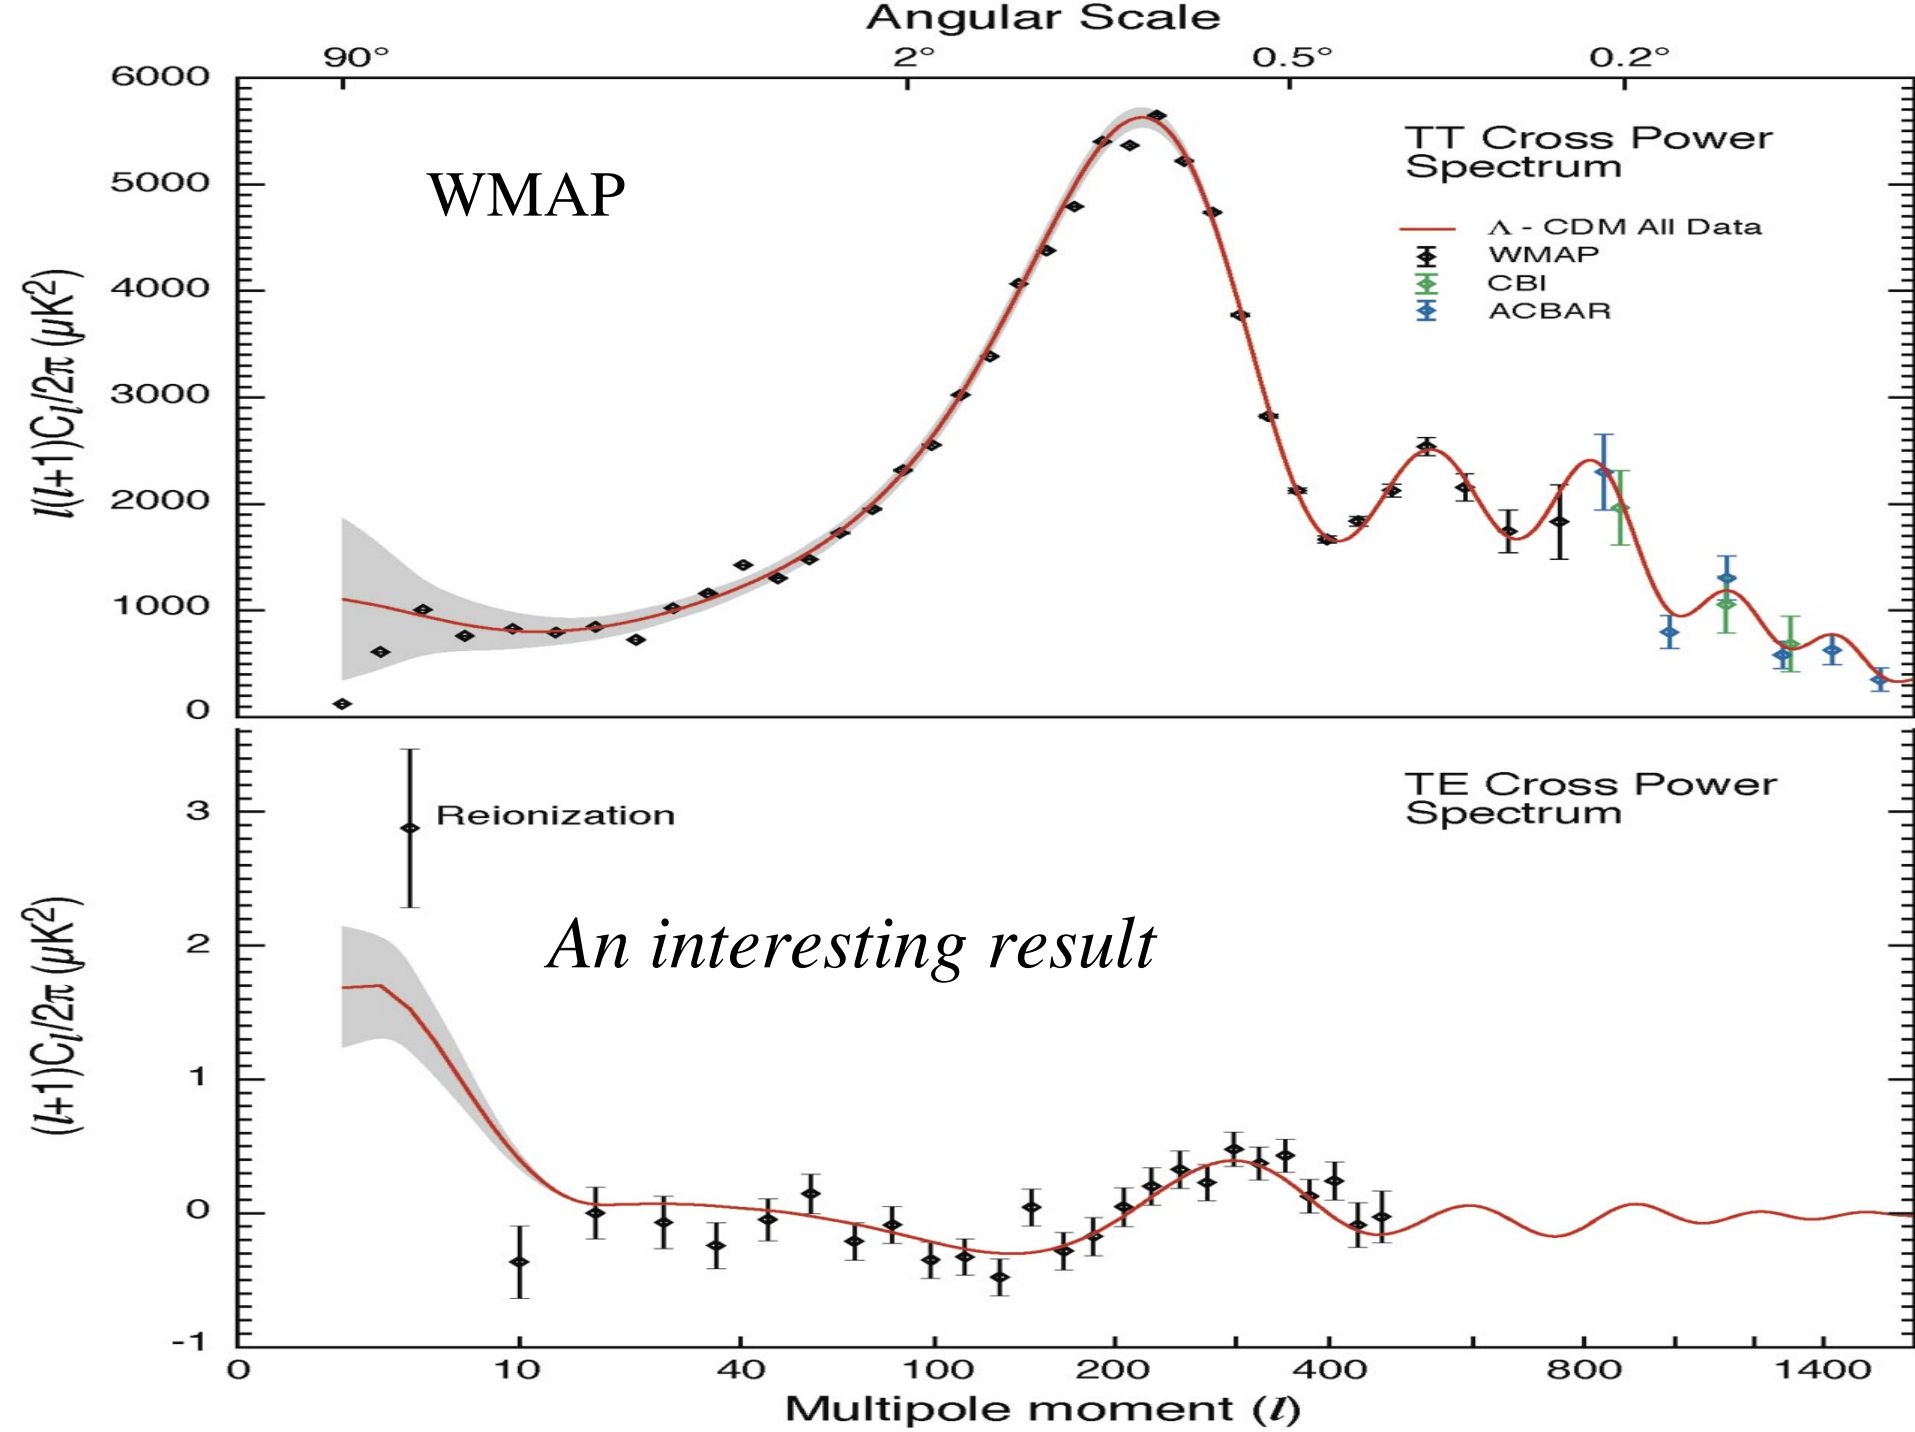 Angular Scale
90° 2° 0.5° 0.2°
6000
5000
4000
3000
2000
1000
0
l(l+1)Cl/2π (µK2)
WMAP
TT Cross Power
Spectrum
Λ - CDM All Data
WMAP
CBI
ACBAR
3
2
1
0
-1
(l+1)Cl/2π (µK2)
Reionization
TE Cross Power
Spectrum
An interesting result
0 10 40 100 200 400 800 1400
Multipole moment (l)